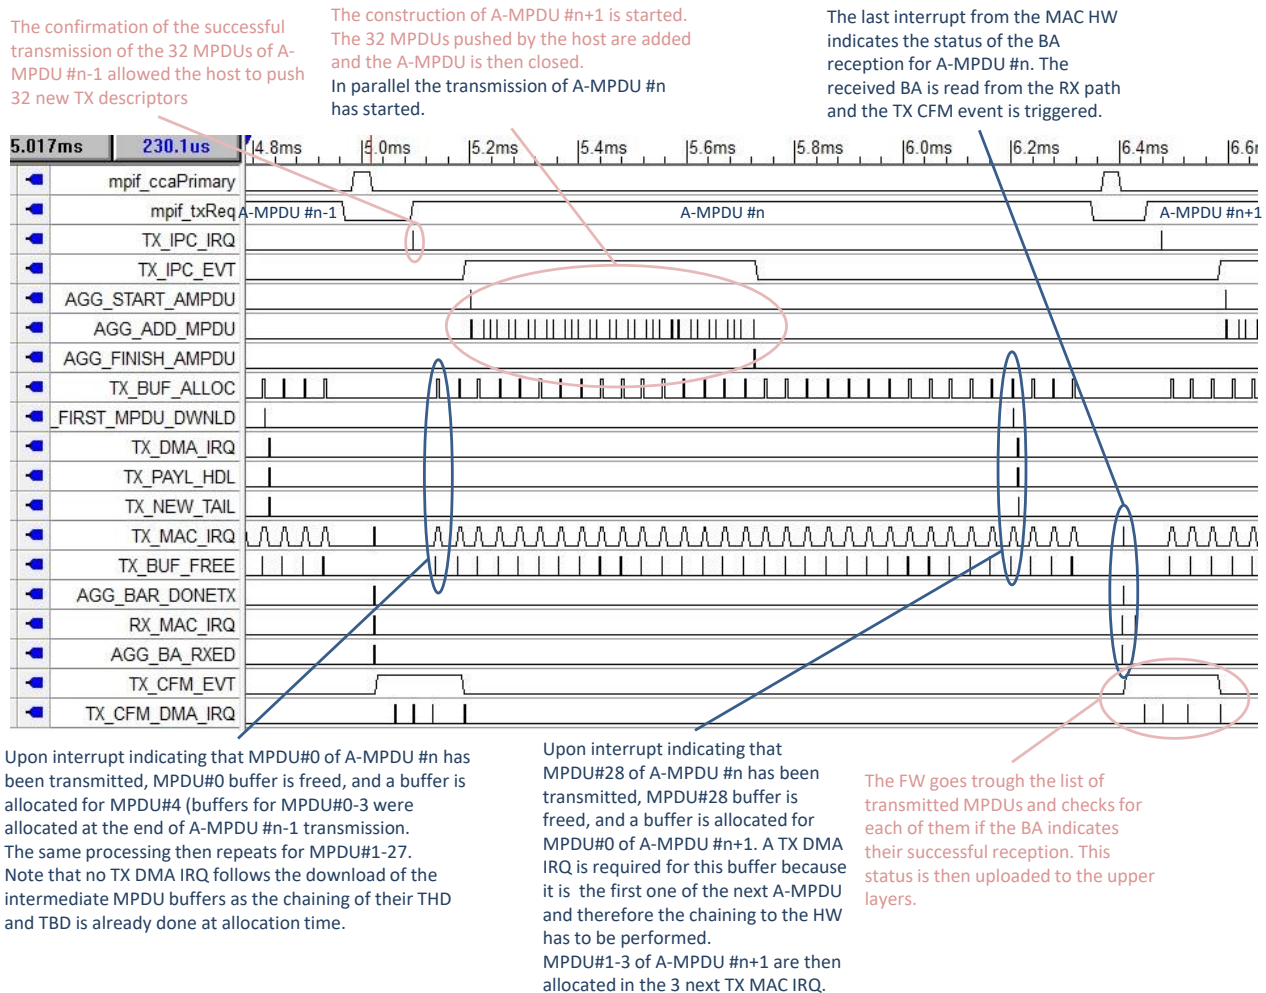 The confirmation of the successful
transmission of the 32 MPDUs of A-
MPDU #n-1 allowed the host to push
32 new TX descriptors
The construction of A-MPDU #n+1 is started.
The 32 MPDUs pushed by the host are added
and the A-MPDU is then closed.
In parallel the transmission of A-MPDU #n
has started.
The last interrupt from the MAC HW
indicates the status of the BA
reception for A-MPDU #n. The
received BA is read from the RX path
and the TX CFM event is triggered.
5.017ms 230.1us 4.8ms 5.0ms 5.2ms 5.4ms 5.6ms 5.8ms 6.0ms 6.2ms 6.4ms
mpif_ccaPrimary
mpif_txReq A-MPDU #n-1 A-MPDU #n A-MPDU #n+1
TX_IPC_IRQ
TX_IPC_EVT
AGG_START_AMPDU
AGG_ADD_MPDU
AGG_FINISH_AMPDU
TX_BUF_ALLOC
_FIRST_MPDU_DWNLD
TX_DMA_IRQ
TX_PAYL_HDL
TX_NEW_TAIL
TX_MAC_IRQ
TX_BUF_FREE
AGG_BAR_DONETX
RX_MAC_IRQ
AGG_BA_RXED
TX_CFM_EVT
TX_CFM_DMA_IRQ
Upon interrupt indicating that MPDU#0 of A-MPDU #n has
been transmitted, MPDU#0 buffer is freed, and a buffer is
allocated for MPDU#4 (buffers for MPDU#0-3 were
allocated at the end of A-MPDU #n-1 transmission.
The same processing then repeats for MPDU#1-27.
Note that no TX DMA IRQ follows the download of the
intermediate MPDU buffers as the chaining of their THD
and TBD is already done at allocation time.
Upon interrupt indicating that
MPDU#28 of A-MPDU #n has been
transmitted, MPDU#28 buffer is
freed, and a buffer is allocated for
MPDU#0 of A-MPDU #n+1. A TX DMA
IRQ is required for this buffer because
it is the first one of the next A-MPDU
and therefore the chaining to the HW
has to be performed.
MPDU#1-3 of A-MPDU #n+1 are then
allocated in the 3 next TX MAC IRQ.
The FW goes trough the list of
transmitted MPDUs and checks for
each of them if the BA indicates
their successful reception. This
status is then uploaded to the upper
layers.